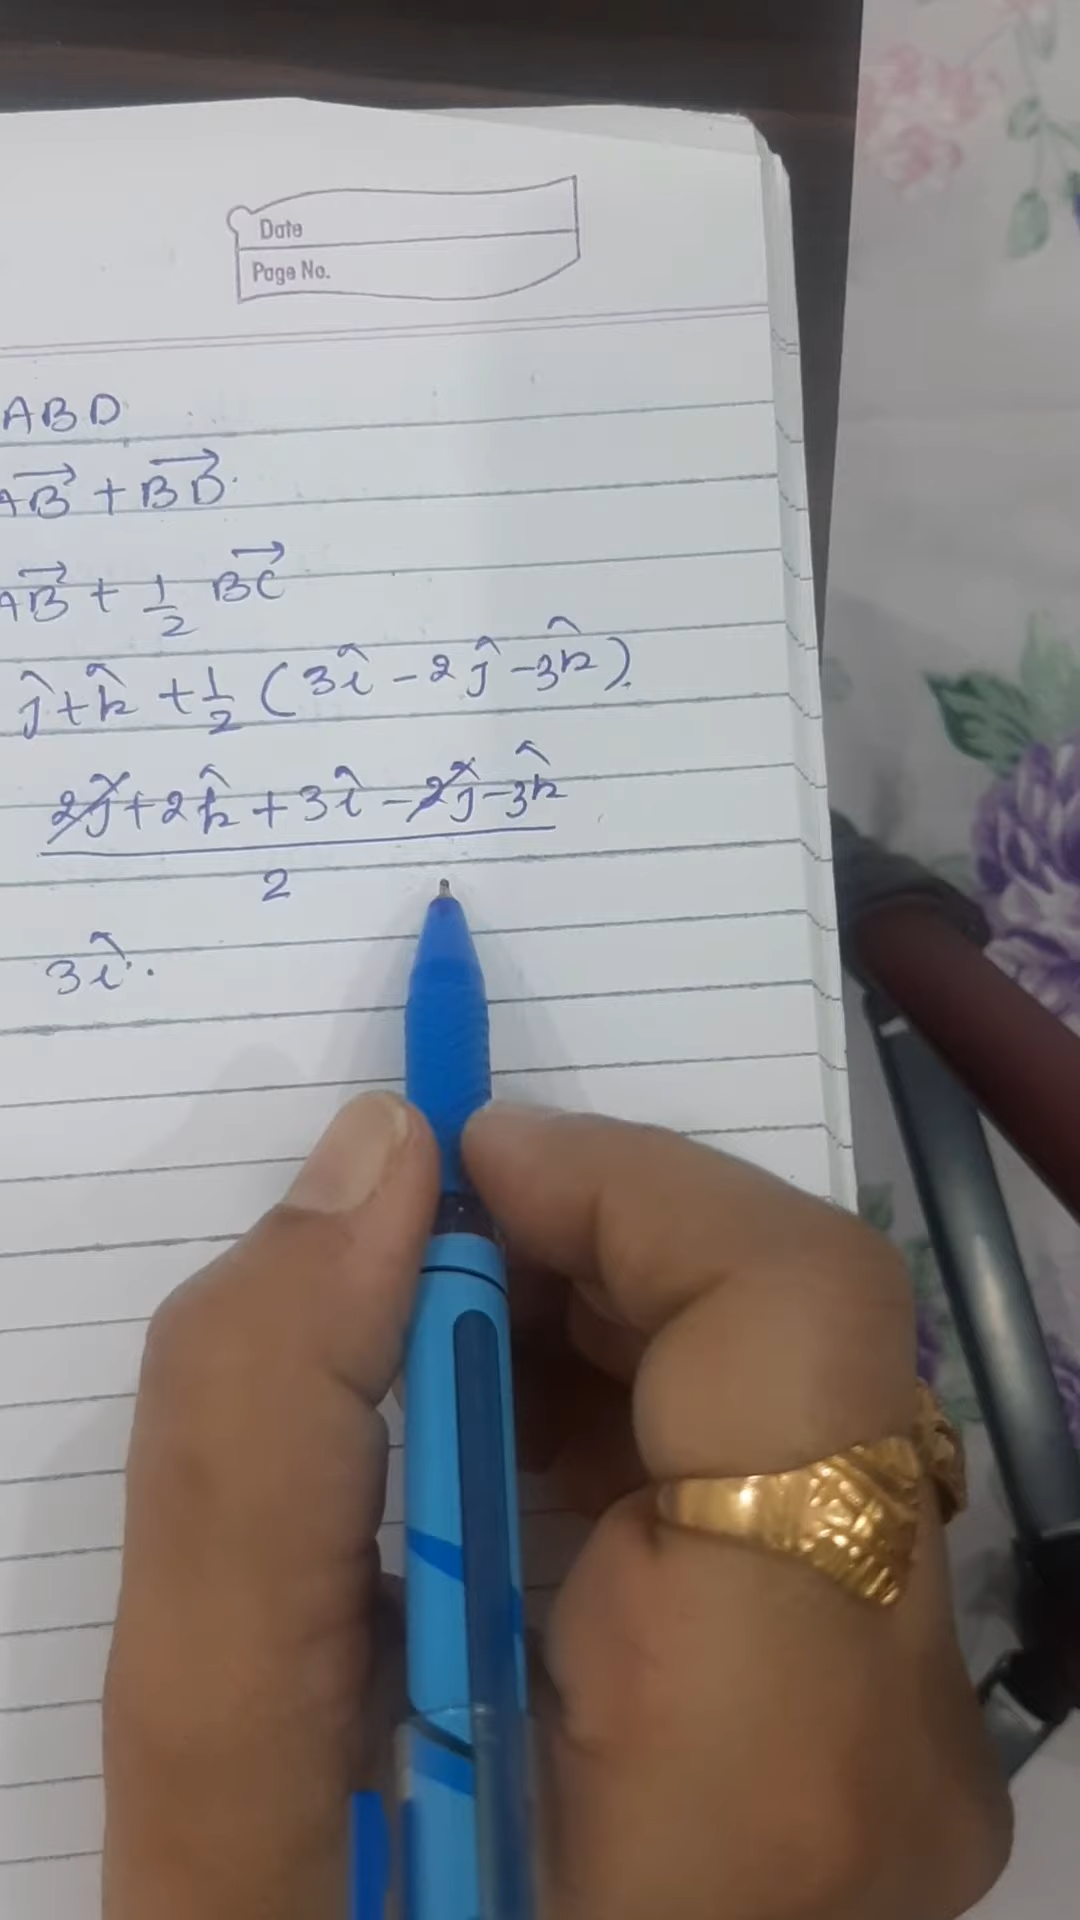 Date
Page No.
ABD
AB→ + BD→.
AB→ + 1/2 BC→
ĵ + k̂ + 1/2 (3î - 2ĵ - 3k̂).
2ĵ + 2k̂ + 3î - 2ĵ - 3k̂
2
3î.